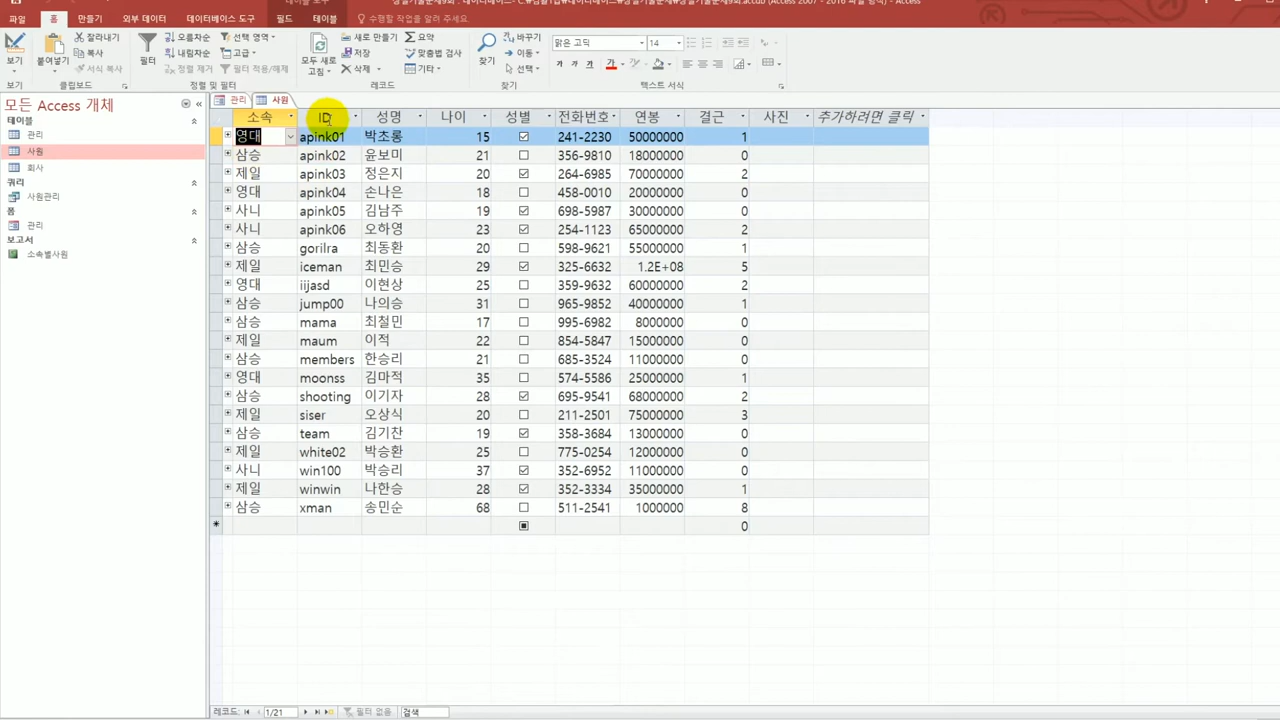 파일 홈 만들기 외부 데이터 데이터베이스 도구 필드 테이블 수행할 작업을 알려 주세요.
보기 붙여넣기 잘라내기 복사 서식 복사 필터 오름차순 내림차순 정렬 제거 선택 고급 필터 적용/해제 모두 새로 고침 새로 만들기 저장 삭제 요약 맞춤법 검사 기타 찾기 바꾸기 이동 선택 맑은 고딕 14 가 가 가 가
클립보드 정렬 및 필터 레코드 찾기 텍스트 서식
모든 Access 개체 «
테이블
관리
사원
회사
쿼리
사원관리
폼
관리
보고서
소속별사원
관리 사원
소속 ID 성명 나이 성별 전화번호 연봉 결근 사진 추가하려면 클릭
영대 apink01 박초롱 15 241-2230 50000000 1
삼승 apink02 윤보미 21 356-9810 18000000 0
제일 apink03 정은지 20 264-6985 70000000 2
영대 apink04 손나은 18 458-0010 20000000 0
사니 apink05 김남주 19 698-5987 30000000 0
사니 apink06 오하영 23 254-1123 65000000 2
삼승 gorilra 최동환 20 598-9621 55000000 1
제일 iceman 최민승 29 325-6632 1.2E+08 5
영대 iijasd 이현상 25 359-9632 60000000 2
삼승 jump00 나의승 31 965-9852 40000000 1
삼승 mama 최철민 17 995-6982 8000000 0
제일 maum 이적 22 854-5847 15000000 0
삼승 members 한승리 21 685-3524 11000000 0
영대 moonss 김마적 35 574-5586 25000000 1
삼승 shooting 이기자 28 695-9541 68000000 2
제일 siser 오상식 20 211-2501 75000000 3
삼승 team 김기찬 19 358-3684 13000000 0
제일 white02 박승환 25 775-0254 12000000 0
사니 win100 박승리 37 352-6952 11000000 0
제일 winwin 나한승 28 352-3334 35000000 1
삼승 xman 송민순 68 511-2541 1000000 8
* 0
레코드: 1/21 필터 없음 검색